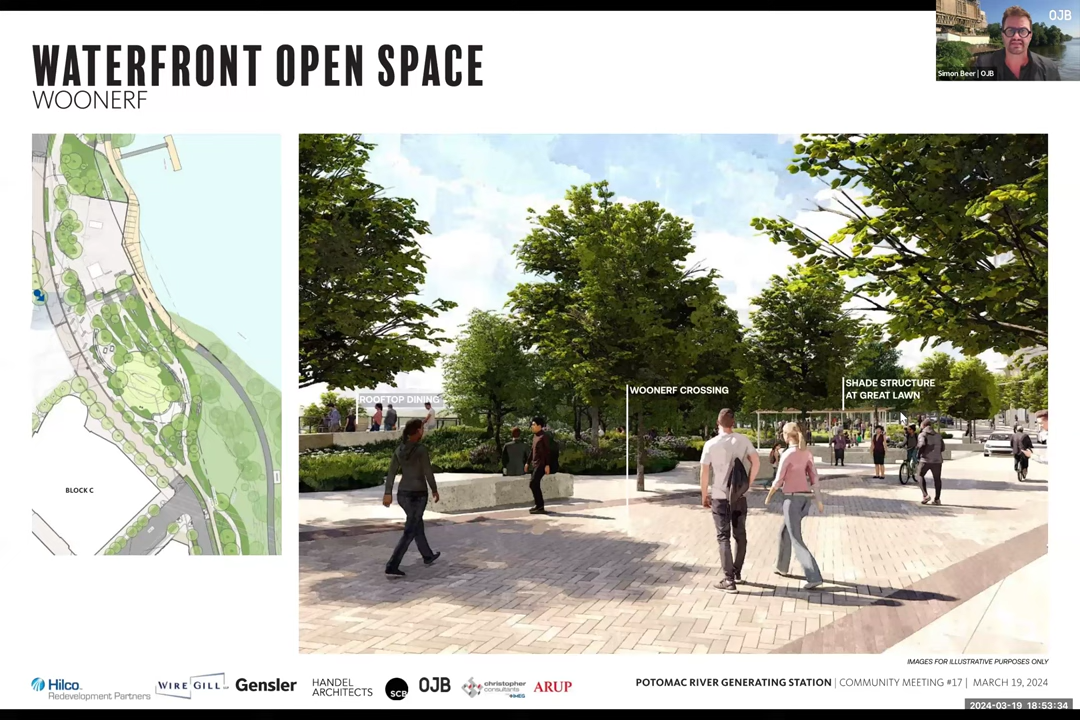 WATERFRONT OPEN SPACE
WOONERF
OJB
Simon Beer | OJB
BLOCK C
ROOFTOP DINING
WOONERF CROSSING
SHADE STRUCTURE
AT GREAT LAWN
IMAGES FOR ILLUSTRATIVE PURPOSES ONLY
Hilco
Redevelopment Partners
WIRE GILL LLP
Gensler
HANDEL
ARCHITECTS
SCB
OJB
christopher
consultants
IMEG
ARUP
POTOMAC RIVER GENERATING STATION | COMMUNITY MEETING #17 | MARCH 19, 2024
2024-03-19 18:53:34